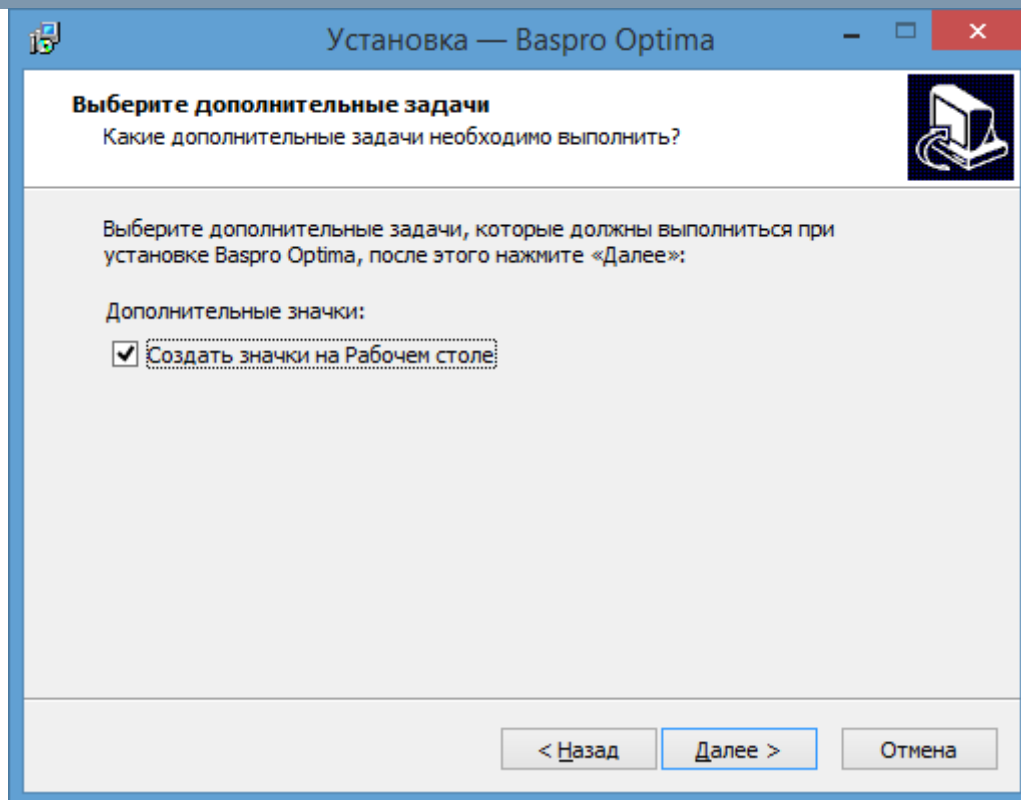 Установка — Baspro Optima
Выберите дополнительные задачи
Какие дополнительные задачи необходимо выполнить?
Выберите дополнительные задачи, которые должны выполниться при
установке Baspro Optima, после этого нажмите «Далее»:
Дополнительные значки:
Создать значки на Рабочем столе
< Назад
Далее >
Отмена